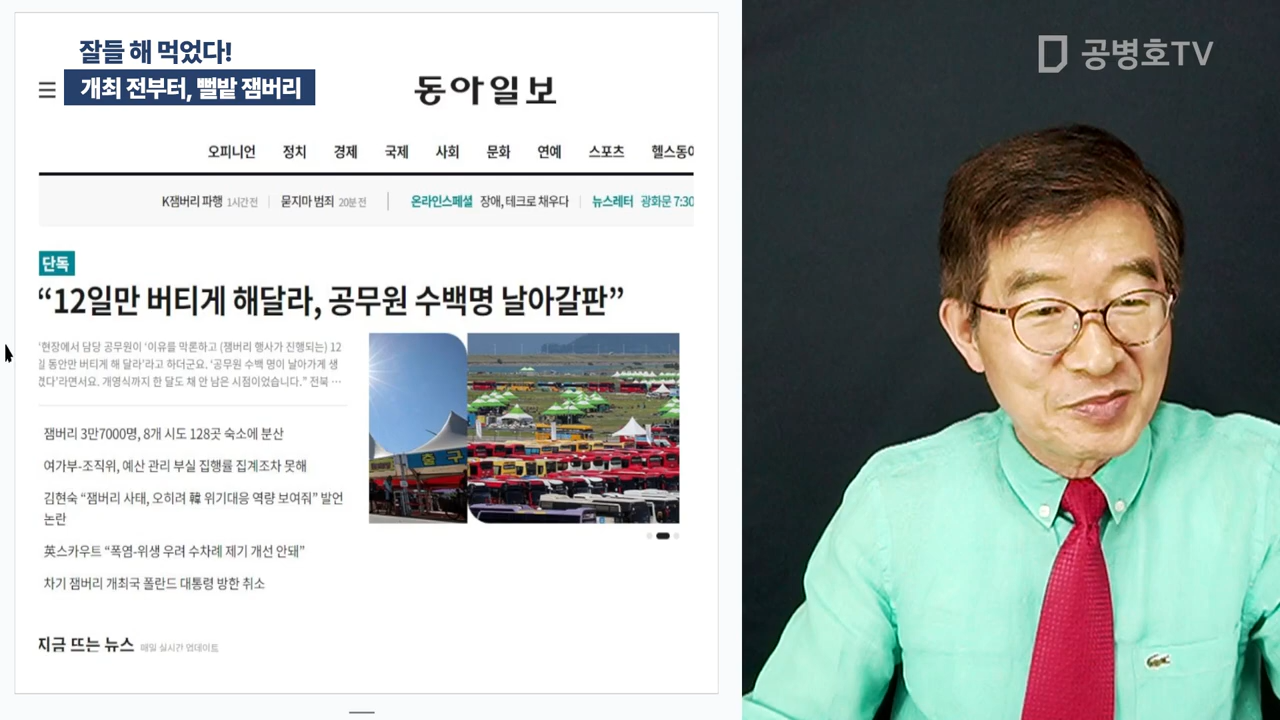 잘들 해 먹었다!
개최 전부터, 뻘밭 잼버리
동아일보
공병호TV
오피니언 정치 경제 국제 사회 문화 연예 스포츠 헬스동아
K잼버리 파행 1시간 전 묻지마 범죄 20분 전 온라인스페셜 장애, 테크로 채우다 뉴스레터 광화문 7:30
단독
“12일만 버티게 해달라, 공무원 수백명 날아갈판”
‘현장에서 담당 공무원이 ‘이유를 막론하고 (잼버리 행사가 진행되는) 12
일 동안만 버티게 해 달라’라고 하더군요. ‘공무원 수백 명이 날아가게 생
겼다’라면서요. 개영식까지 한 달도 채 안 남은 시점이었습니다.” 전북 …
출구
잼버리 3만7000명, 8개 시도 128곳 숙소에 분산
여가부-조직위, 예산 관리 부실 집행률 집계조차 못해
김현숙 “잼버리 사태, 오히려 韓 위기대응 역량 보여줘” 발언
논란
英스카우트 “폭염-위생 우려 수차례 제기 개선 안돼”
차기 잼버리 개최국 폴란드 대통령 방한 취소
지금 뜨는 뉴스 매일 실시간 업데이트